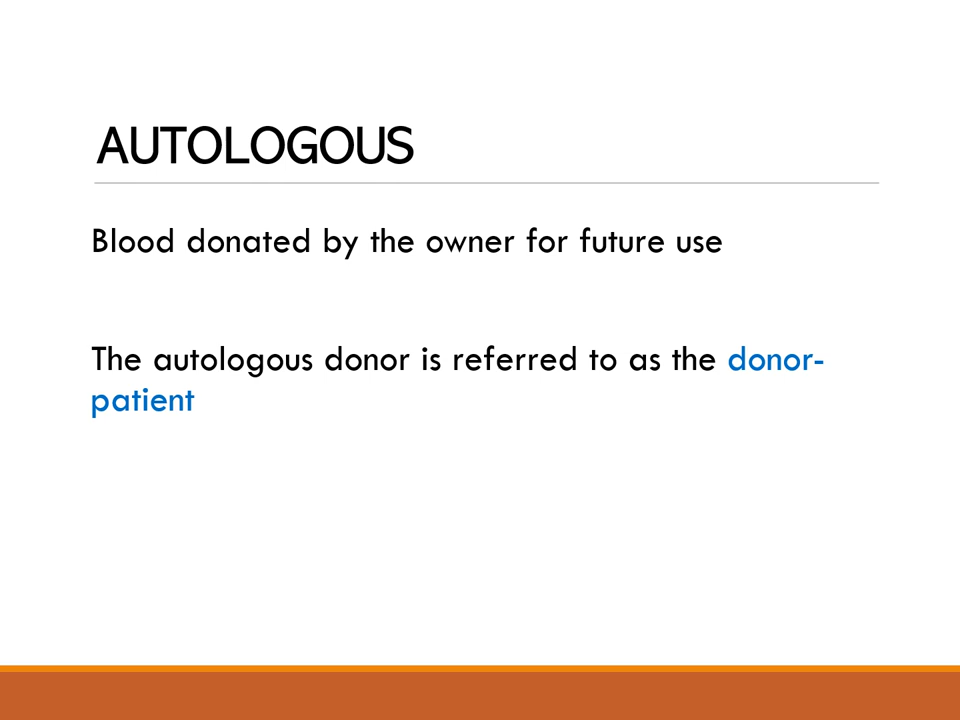 AUTOLOGOUS
Blood donated by the owner for future use
The autologous donor is referred to as the donor-
patient